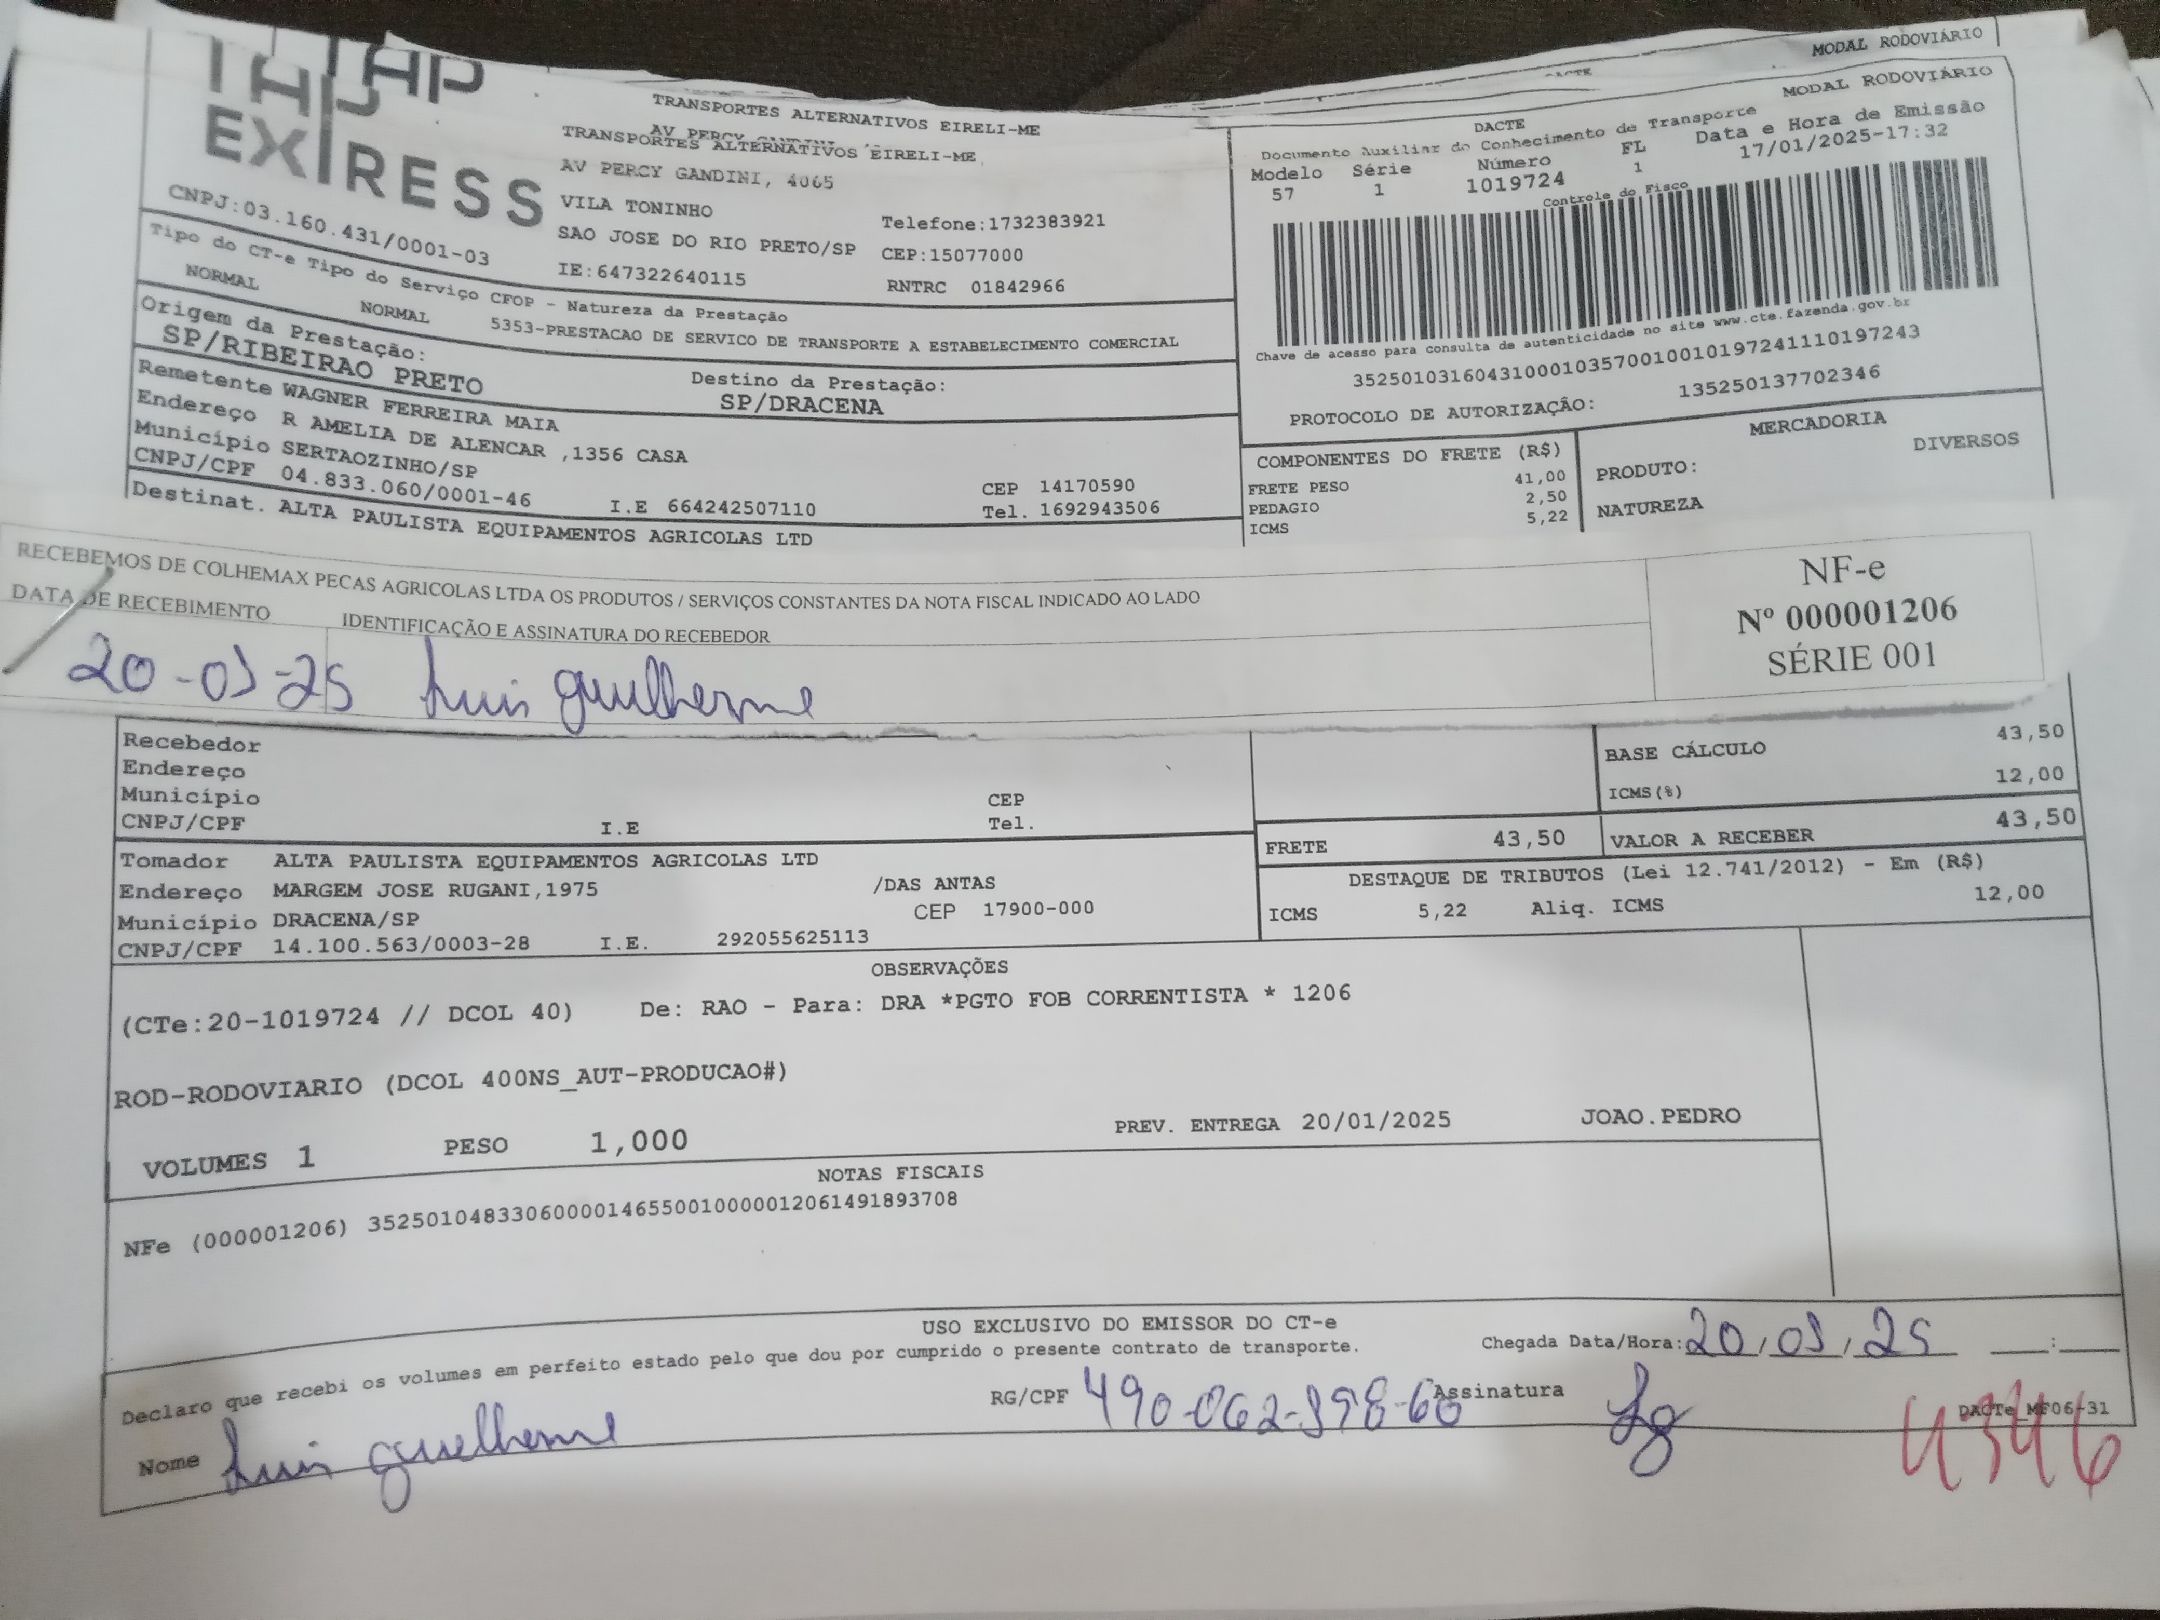 MODAL RODOVIÁRIO
DACTE
TAP
EXPRESS
CNPJ:03.160.431/0001-03
TRANSPORTES ALTERNATIVOS EIRELI-ME
AV PERCY
TRANSPORTES ALTERNATIVOS EIRELI-ME
AV PERCY GANDINI, 4065
VILA TONINHO
SAO JOSE DO RIO PRETO/SP
IE:647322640115
Telefone:1732383921
CEP:15077000
RNTRC 01842966
MODAL RODOVIÁRIO
DACTE
Documento Auxiliar do Conhecimento de Transporte
Modelo Série Número FL Data e Hora de Emissão
57 1 1019724 1 17/01/2025-17:32
Controle do Fisco
Chave de acesso para consulta de autenticidade no site www.cte.fazenda.gov.br
35250103160431000103570010010197241110197243
PROTOCOLO DE AUTORIZAÇÃO: 135250137702346
Tipo do CT-e Tipo do Serviço CFOP - Natureza da Prestação
NORMAL NORMAL 5353-PRESTACAO DE SERVICO DE TRANSPORTE A ESTABELECIMENTO COMERCIAL
Origem da Prestação: Destino da Prestação:
SP/RIBEIRAO PRETO SP/DRACENA
Remetente WAGNER FERREIRA MAIA
Endereço R AMELIA DE ALENCAR ,1356 CASA
Município SERTAOZINHO/SP CEP 14170590
CNPJ/CPF 04.833.060/0001-46 I.E 664242507110 Tel. 1692943506
Destinat. ALTA PAULISTA EQUIPAMENTOS AGRICOLAS LTD
COMPONENTES DO FRETE (R$)
FRETE PESO 41,00
PEDAGIO 2,50
ICMS 5,22
MERCADORIA
PRODUTO: DIVERSOS
NATUREZA
RECEBEMOS DE COLHEMAX PECAS AGRICOLAS LTDA OS PRODUTOS / SERVIÇOS CONSTANTES DA NOTA FISCAL INDICADO AO LADO
DATA DE RECEBIMENTO IDENTIFICAÇÃO E ASSINATURA DO RECEBEDOR
20-01-25 Luis guilherme
NF-e
Nº 000001206
SÉRIE 001
Recebedor
Endereço
Município CEP
CNPJ/CPF I.E Tel.
BASE CÁLCULO 43,50
ICMS(%) 12,00
FRETE 43,50 VALOR A RECEBER 43,50
Tomador ALTA PAULISTA EQUIPAMENTOS AGRICOLAS LTD
Endereço MARGEM JOSE RUGANI,1975 /DAS ANTAS
Município DRACENA/SP CEP 17900-000
CNPJ/CPF 14.100.563/0003-28 I.E. 292055625113
DESTAQUE DE TRIBUTOS (Lei 12.741/2012) - Em (R$)
ICMS 5,22 Aliq. ICMS 12,00
OBSERVAÇÕES
(CTe:20-1019724 // DCOL 40) De: RAO - Para: DRA *PGTO FOB CORRENTISTA * 1206
ROD-RODOVIARIO (DCOL 400NS_AUT-PRODUCAO#)
VOLUMES 1 PESO 1,000 PREV. ENTREGA 20/01/2025 JOAO.PEDRO
NOTAS FISCAIS
NFe (000001206) 35250104833060000146550010000012061491893708
USO EXCLUSIVO DO EMISSOR DO CT-e
Declaro que recebi os volumes em perfeito estado pelo que dou por cumprido o presente contrato de transporte.
Chegada Data/Hora: 20/01/25 __:__
Nome Luis guilherme RG/CPF 490-062-398-60 Assinatura Lg
DACTe_MF06-31
4346